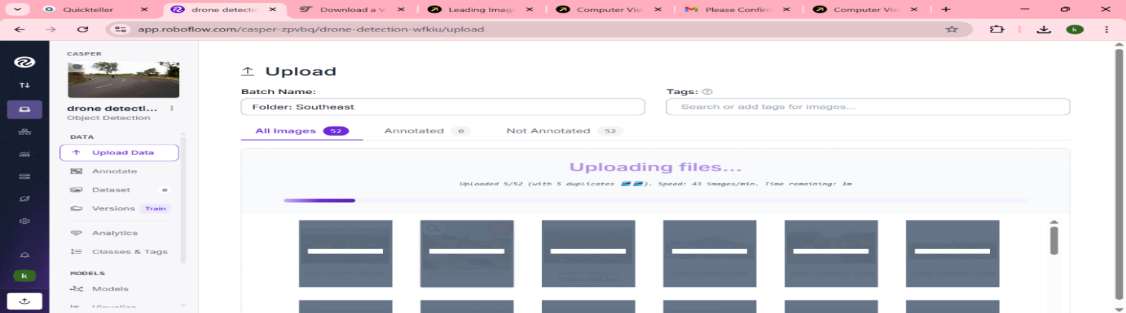 Quickteller
drone detectio
Download a V
Leading Imag
Computer Vis
Please Confirm
Computer Vis
app.roboflow.com/casper-zpvbq/drone-detection-wfkiu/upload
k
CASPER
drone detecti...
Object Detection
DATA
Upload Data
Annotate
Dataset 0
Versions Train
Analytics
Classes & Tags
MODELS
Models
Visualize
k
Upload
Batch Name:
Folder: Southeast
Tags:
Search or add tags for images...
All Images 52
Annotated 0
Not Annotated 52
Uploading files...
Uploaded 5/52 (with 5 duplicates). Speed: 43 images/min. Time remaining: 1m